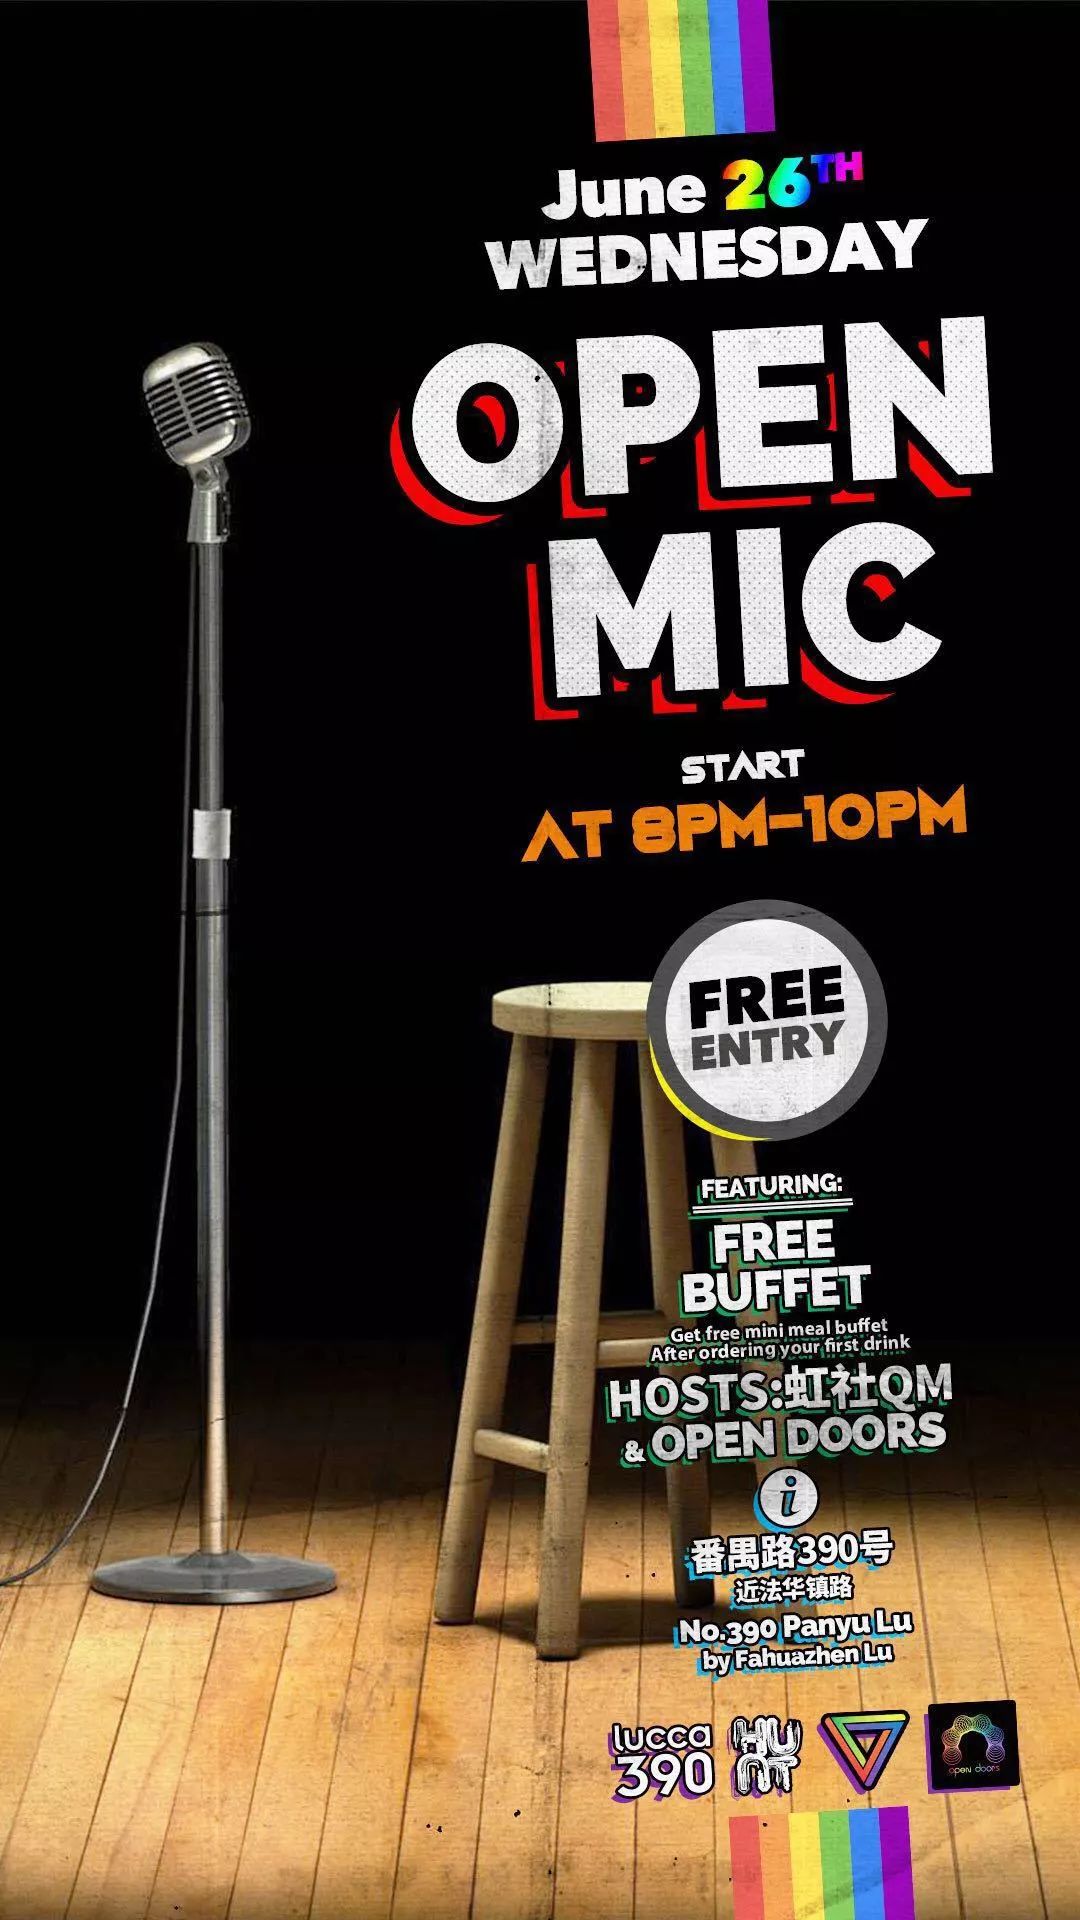 June 26TH
WEDNESDAY
OPEN
MIC
START
AT 8PM-10PM
FREE
ENTRY
FEATURING:
FREE
BUFFET
Get free mini meal buffet
After ordering your first drink
HOSTS:虹社QM
& OPEN DOORS
i
番禺路390号
近法华镇路
No.390 Panyu Lu
by Fahuazhen Lu
lucca
390
HU
NT
open doors